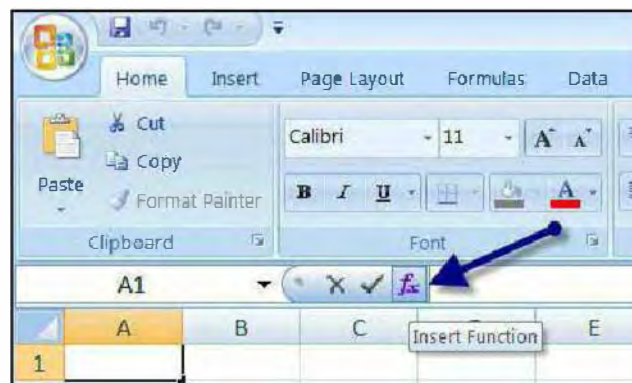 Home Insert Page Layout Formulas Data
Cut
Copy
Paste
Format Painter
Clipboard
Calibri 11 A A
B I U A
Font
A1 fx
Insert Function
A B C E
1